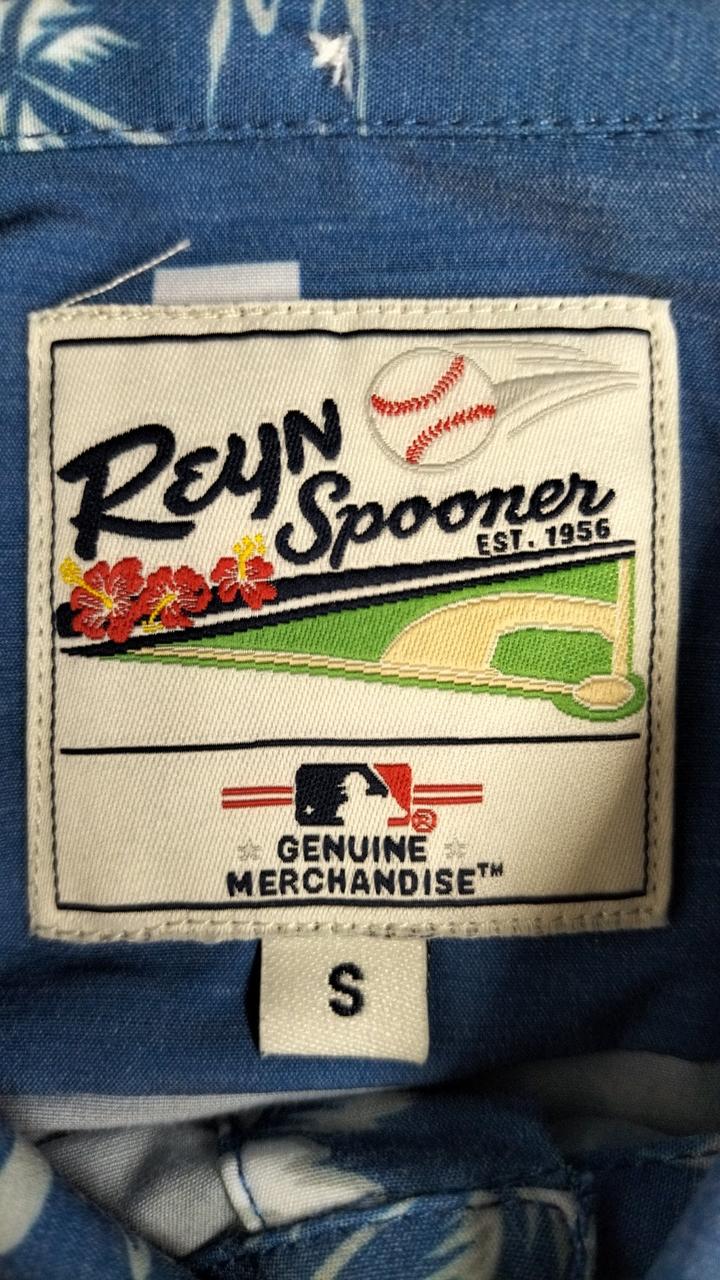 REYN
Spooner
EST. 1956
®
GENUINE
MERCHANDISE™
S